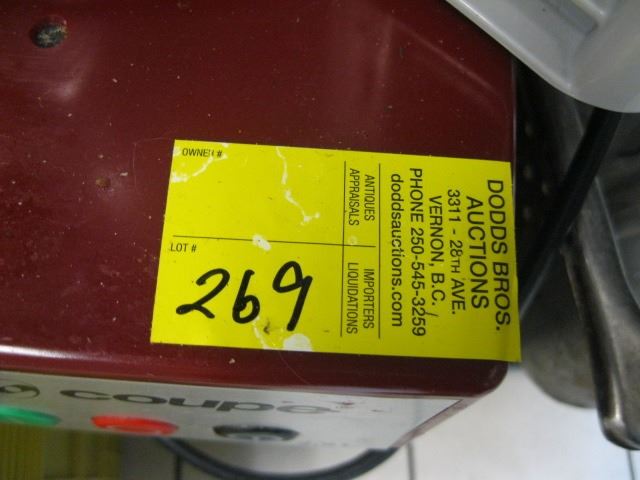 OWNER #
LOT #
269
ANTIQUES
APPRAISALS
IMPORTERS
LIQUIDATIONS
DODDS BROS.
AUCTIONS
3311 - 28TH AVE.
VERNON, B.C.
PHONE 250-545-3259
doddsauctions.com
coupe